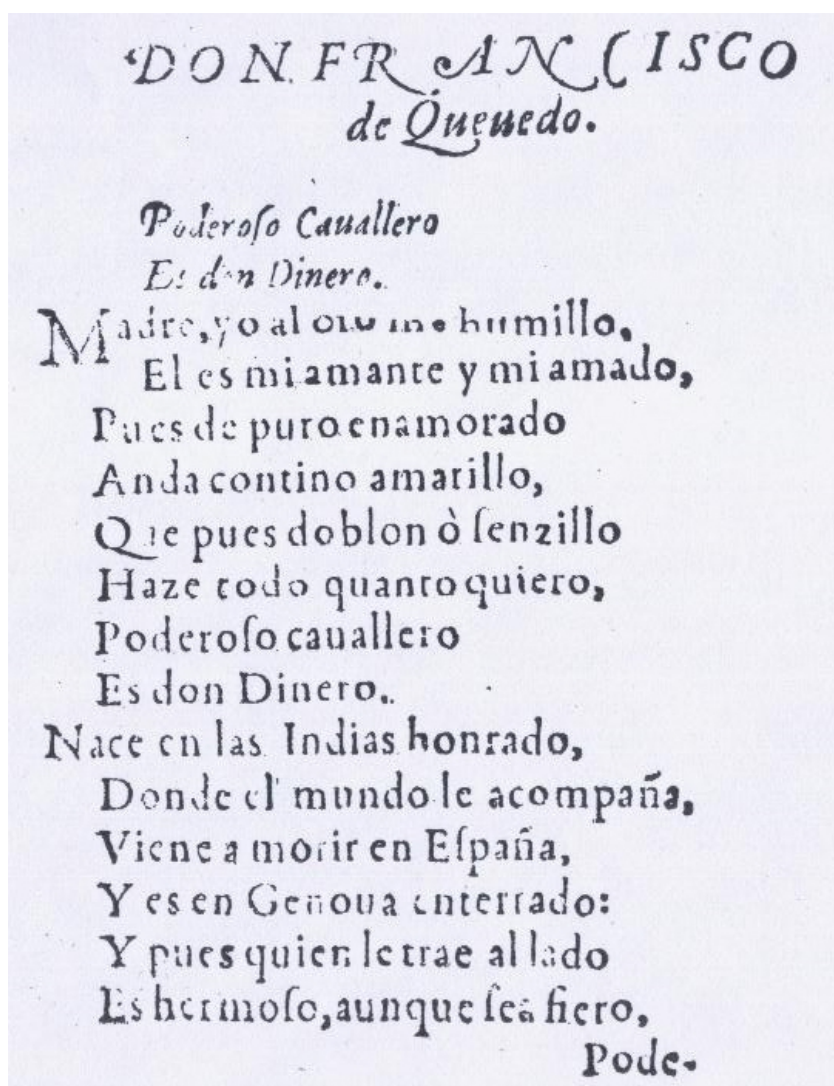 DON FRANCISCO
de Queuedo.
Poderoſo Cauallero
Es don Dinero.
Madre, yo al oro me humillo,
El es mi amante y mi amado,
Pues de puro enamorado
Anda contino amarillo,
Que pues doblon ò ſenzillo
Haze todo quanto quiero,
Poderoſo cauallero
Es don Dinero.
Nace en las Indias honrado,
Donde el mundo le acompaña,
Viene a morir en Eſpaña,
Y es en Genoua enterrado:
Y pues quien le trae al lado
Es hermoſo, aunque ſea fiero,
Pode-